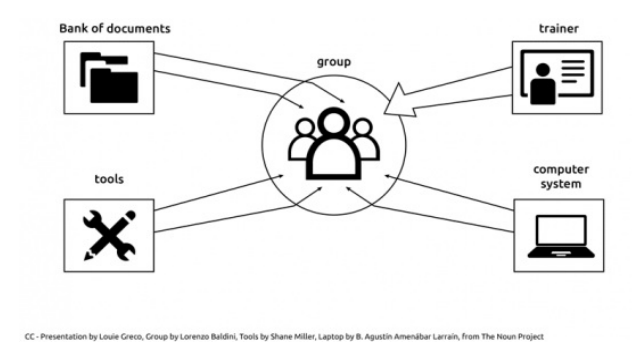 Bank of documents
trainer
group
tools
computer
system
CC - Presentation by Louie Greco, Group by Lorenzo Baldini, Tools by Shane Miller, Laptop by B. Agustín Amenábar Larraín, from The Noun Project